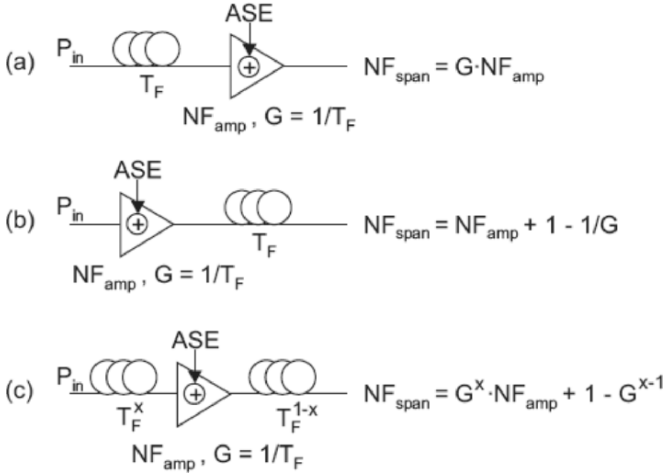 ASE
(a) P_in T_F NF_span = G·NF_amp
NF_amp , G = 1/T_F
ASE
(b) P_in T_F NF_span = NF_amp + 1 - 1/G
NF_amp , G = 1/T_F
ASE
(c) P_in NF_span = G^x·NF_amp + 1 - G^x-1
T_F^x T_F^1-x
NF_amp , G = 1/T_F